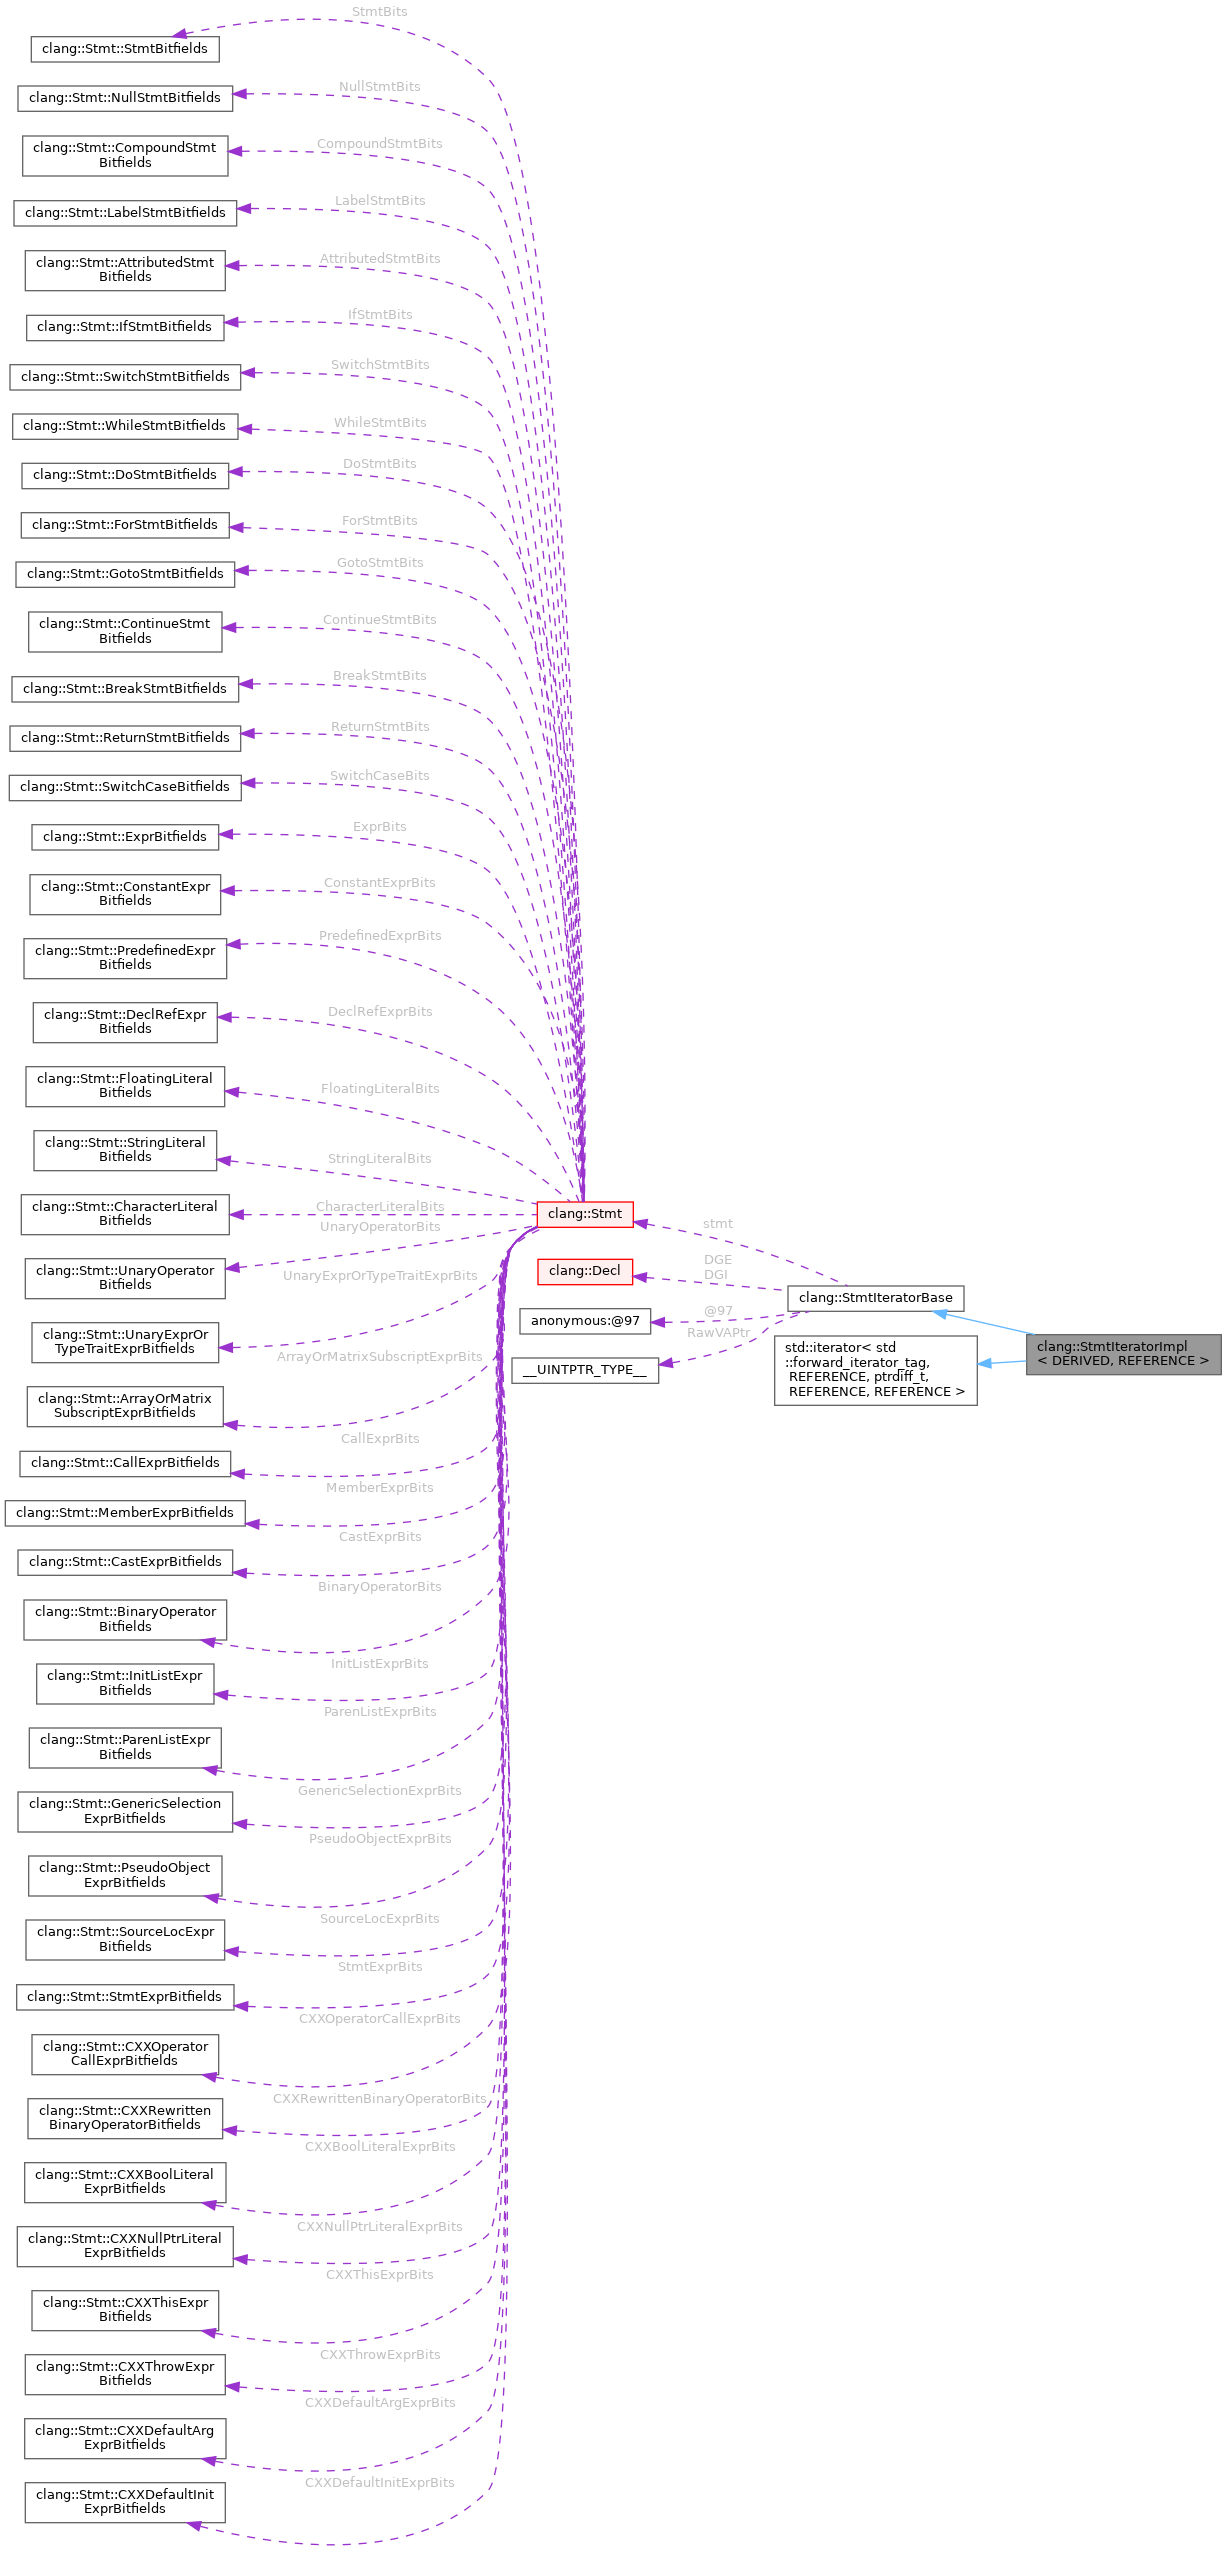 StmtBits
clang::Stmt::StmtBitfields
NullStmtBits
clang::Stmt::NullStmtBitfields
CompoundStmtBits
clang::Stmt::CompoundStmt
Bitfields
LabelStmtBits
clang::Stmt::LabelStmtBitfields
AttributedStmtBits
clang::Stmt::AttributedStmt
Bitfields
IfStmtBits
clang::Stmt::IfStmtBitfields
SwitchStmtBits
clang::Stmt::SwitchStmtBitfields
WhileStmtBits
clang::Stmt::WhileStmtBitfields
DoStmtBits
clang::Stmt::DoStmtBitfields
ForStmtBits
clang::Stmt::ForStmtBitfields
GotoStmtBits
clang::Stmt::GotoStmtBitfields
ContinueStmtBits
clang::Stmt::ContinueStmt
Bitfields
BreakStmtBits
clang::Stmt::BreakStmtBitfields
ReturnStmtBits
clang::Stmt::ReturnStmtBitfields
SwitchCaseBits
clang::Stmt::SwitchCaseBitfields
ExprBits
clang::Stmt::ExprBitfields
ConstantExprBits
clang::Stmt::ConstantExpr
Bitfields
PredefinedExprBits
clang::Stmt::PredefinedExpr
Bitfields
DeclRefExprBits
clang::Stmt::DeclRefExpr
Bitfields
FloatingLiteralBits
clang::Stmt::FloatingLiteral
Bitfields
StringLiteralBits
clang::Stmt::StringLiteral
Bitfields
CharacterLiteralBits
clang::Stmt::CharacterLiteral
Bitfields
clang::Stmt
stmt
UnaryOperatorBits
clang::Stmt::UnaryOperator
Bitfields
clang::Decl
DGE
DGI
clang::StmtIteratorBase
UnaryExprOrTypeTraitExprBits
anonymous:@97
@97
RawVAPtr
clang::Stmt::UnaryExprOr
TypeTraitExprBitfields
std::iterator< std
::forward_iterator_tag,
REFERENCE, ptrdiff_t,
REFERENCE, REFERENCE >
clang::StmtIteratorImpl
< DERIVED, REFERENCE >
ArrayOrMatrixSubscriptExprBits
__UINTPTR_TYPE__
clang::Stmt::ArrayOrMatrix
SubscriptExprBitfields
CallExprBits
clang::Stmt::CallExprBitfields
MemberExprBits
clang::Stmt::MemberExprBitfields
CastExprBits
clang::Stmt::CastExprBitfields
BinaryOperatorBits
clang::Stmt::BinaryOperator
Bitfields
InitListExprBits
clang::Stmt::InitListExpr
Bitfields
ParenListExprBits
clang::Stmt::ParenListExpr
Bitfields
GenericSelectionExprBits
clang::Stmt::GenericSelection
ExprBitfields
PseudoObjectExprBits
clang::Stmt::PseudoObject
ExprBitfields
SourceLocExprBits
clang::Stmt::SourceLocExpr
Bitfields
StmtExprBits
clang::Stmt::StmtExprBitfields
CXXOperatorCallExprBits
clang::Stmt::CXXOperator
CallExprBitfields
CXXRewrittenBinaryOperatorBits
clang::Stmt::CXXRewritten
BinaryOperatorBitfields
CXXBoolLiteralExprBits
clang::Stmt::CXXBoolLiteral
ExprBitfields
CXXNullPtrLiteralExprBits
clang::Stmt::CXXNullPtrLiteral
ExprBitfields
CXXThisExprBits
clang::Stmt::CXXThisExpr
Bitfields
CXXThrowExprBits
clang::Stmt::CXXThrowExpr
Bitfields
CXXDefaultArgExprBits
clang::Stmt::CXXDefaultArg
ExprBitfields
CXXDefaultInitExprBits
clang::Stmt::CXXDefaultInit
ExprBitfields